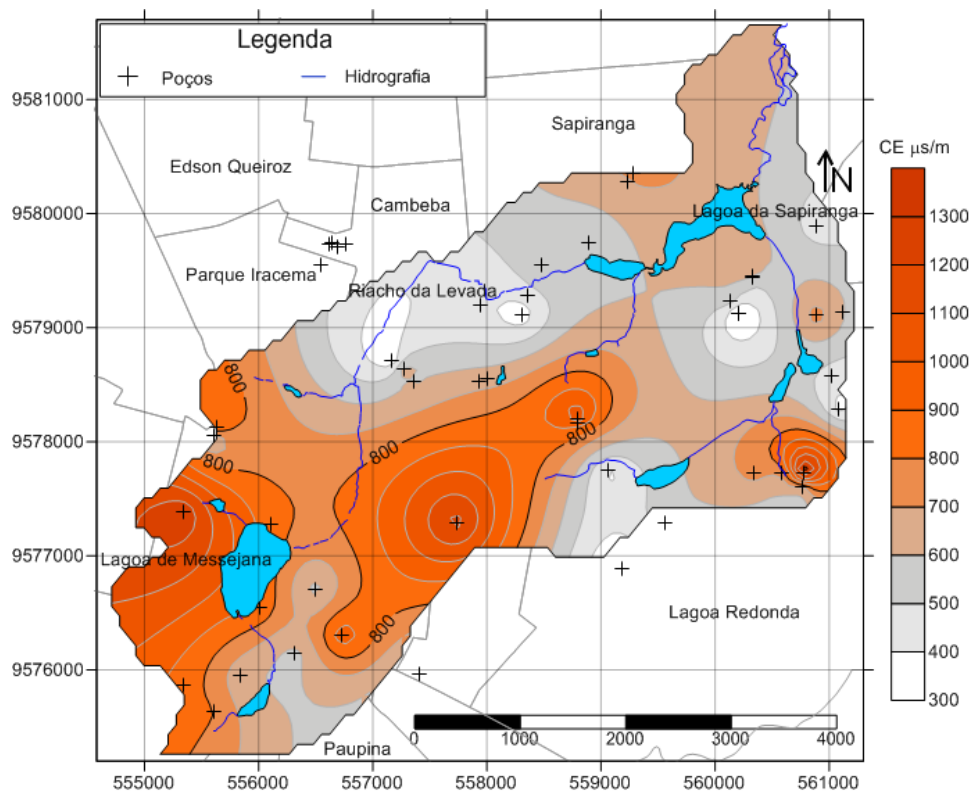 Legenda
Poços
Hidrografia
9581000
9580000
9579000
9578000
9577000
9576000
Sapiranga
Edson Queiroz
Cambeba
Parque Iracema
Riacho da Levada
Lagoa da Sapiranga
N
800
800
800
800
800
Lagoa de Messejana
Lagoa Redonda
Paupina
0 1000 2000 3000 4000
555000 556000 557000 558000 559000 560000 561000
CE µs/m
1300
1200
1100
1000
900
800
700
600
500
400
300